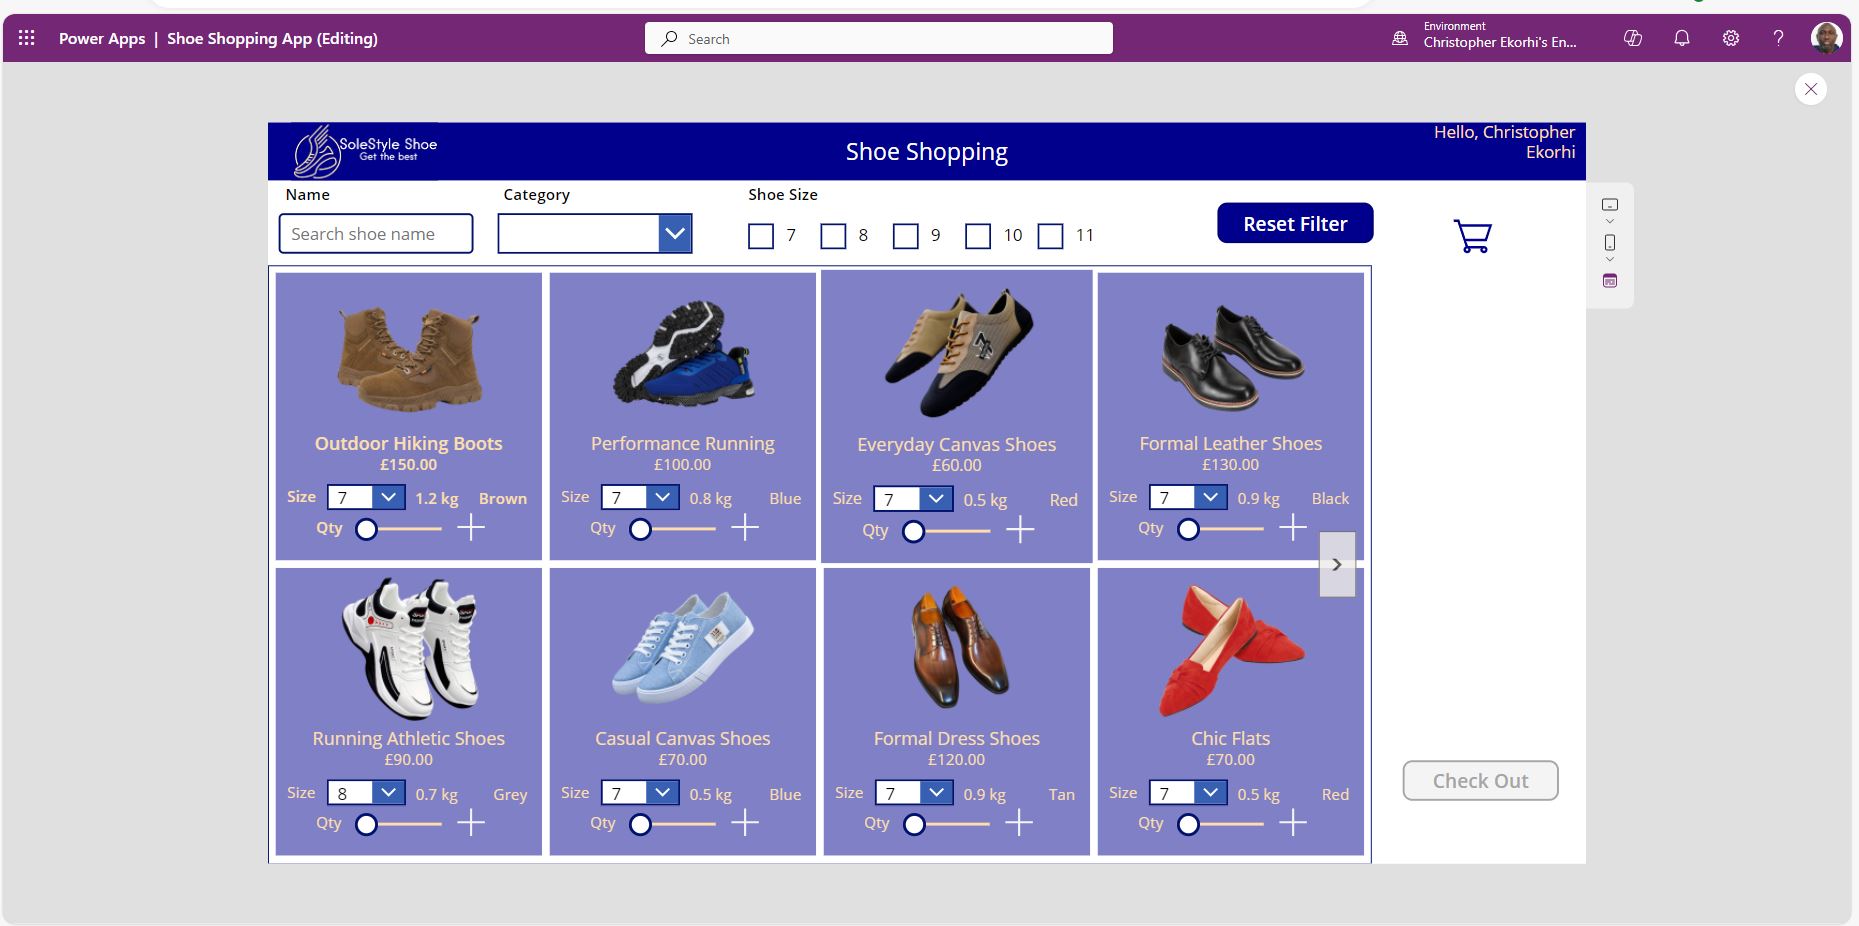 Power Apps | Shoe Shopping App (Editing)
Search
Environment
Christopher Ekorhi's En...
SoleStyle Shoe
Get the best
Shoe Shopping
Hello, Christopher
Ekorhi
Name
Category
Shoe Size
Search shoe name
7
8
9
10
11
Reset Filter
Outdoor Hiking Boots
£150.00
Size 7 1.2 kg Brown
Qty
Performance Running
£100.00
Size 7 0.8 kg Blue
Qty
Everyday Canvas Shoes
£60.00
Size 7 0.5 kg Red
Qty
Formal Leather Shoes
£130.00
Size 7 0.9 kg Black
Qty
Running Athletic Shoes
£90.00
Size 8 0.7 kg Grey
Qty
Casual Canvas Shoes
£70.00
Size 7 0.5 kg Blue
Qty
Formal Dress Shoes
£120.00
Size 7 0.9 kg Tan
Qty
Chic Flats
£70.00
Size 7 0.5 kg Red
Qty
Check Out